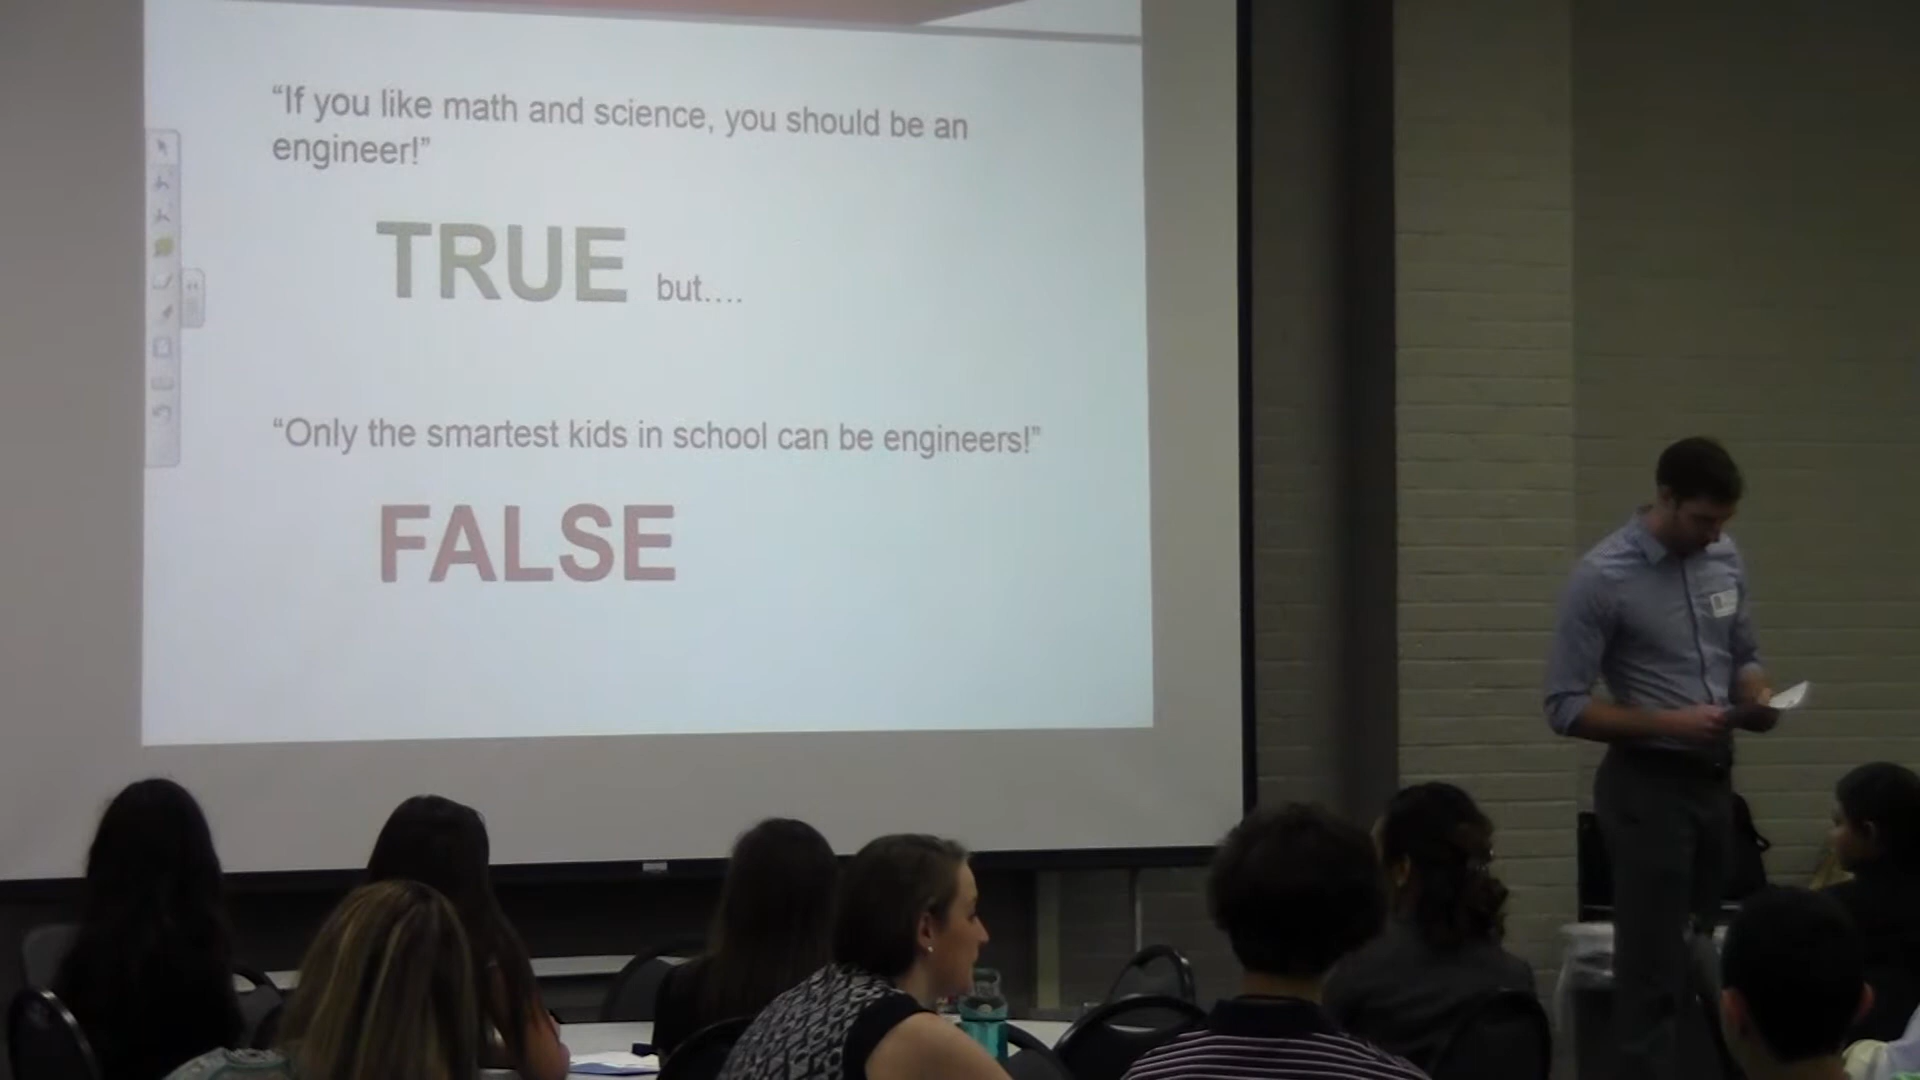 “If you like math and science, you should be an
engineer!”
TRUE but....
“Only the smartest kids in school can be engineers!”
FALSE